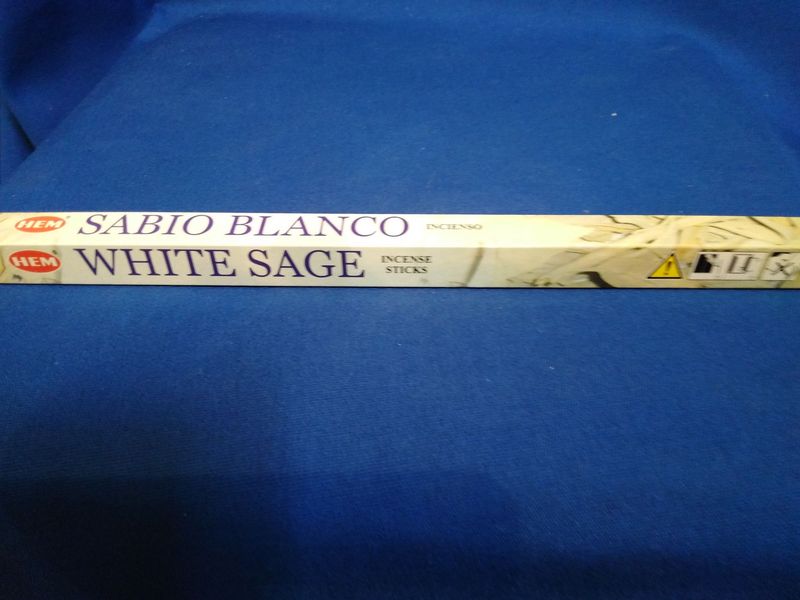 HEM SABIO BLANCO INCIENSO
HEM WHITE SAGE INCENSE
STICKS